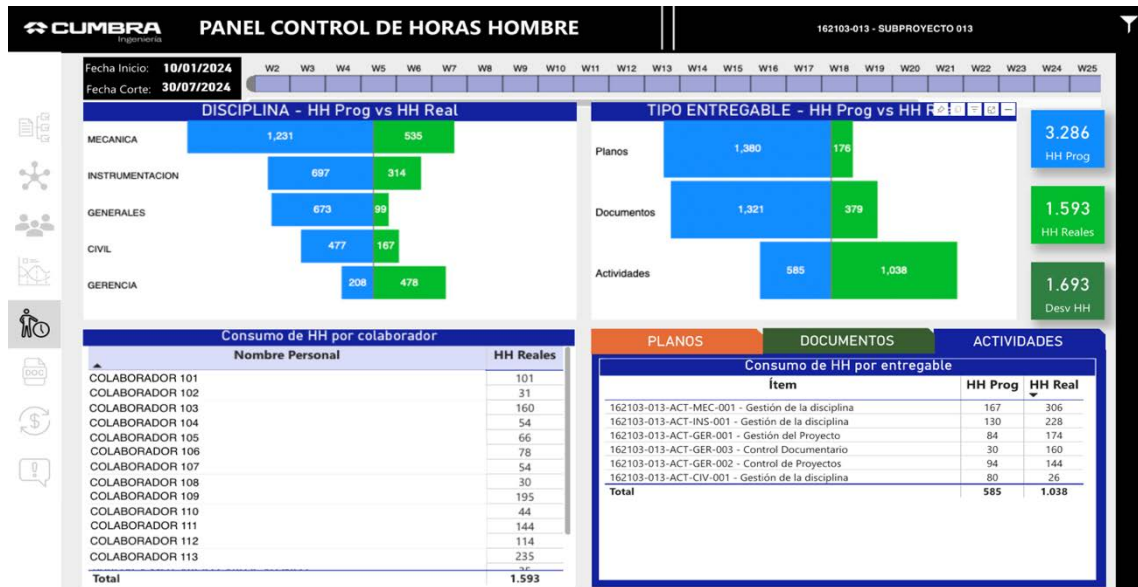 CUMBRA
Ingeniería
PANEL CONTROL DE HORAS HOMBRE
162103-013 - SUBPROYECTO 013
Fecha Inicio: 10/01/2024
Fecha Corte: 30/07/2024
W2 W3 W4 W5 W6 W7 W8 W9 W10 W11 W12 W13 W14 W15 W16 W17 W18 W19 W20 W21 W22 W23 W24 W25
DISCIPLINA - HH Prog vs HH Real
MECANICA 1,231 535
INSTRUMENTACION 697 314
GENERALES 673 99
CIVIL 477 167
GERENCIA 208 478
TIPO ENTREGABLE - HH Prog vs HH
Planos 1,380 176
Documentos 1,321 379
Actividades 585 1,038
3.286
HH Prog
1.593
HH Reales
1.693
Desv HH
Consumo de HH por colaborador
Nombre Personal HH Reales
COLABORADOR 101 101
COLABORADOR 102 31
COLABORADOR 103 160
COLABORADOR 104 54
COLABORADOR 105 66
COLABORADOR 106 78
COLABORADOR 107 54
COLABORADOR 108 30
COLABORADOR 109 195
COLABORADOR 110 44
COLABORADOR 111 144
COLABORADOR 112 114
COLABORADOR 113 235
Total 1.593
PLANOS DOCUMENTOS ACTIVIDADES
Consumo de HH por entregable
Ítem HH Prog HH Real
162103-013-ACT-MEC-001 - Gestión de la disciplina 167 306
162103-013-ACT-INS-001 - Gestión de la disciplina 130 228
162103-013-ACT-GER-001 - Gestión del Proyecto 84 174
162103-013-ACT-GER-003 - Control Documentario 30 160
162103-013-ACT-GER-002 - Control de Proyectos 94 144
162103-013-ACT-CIV-001 - Gestión de la disciplina 80 26
Total 585 1.038
DOC